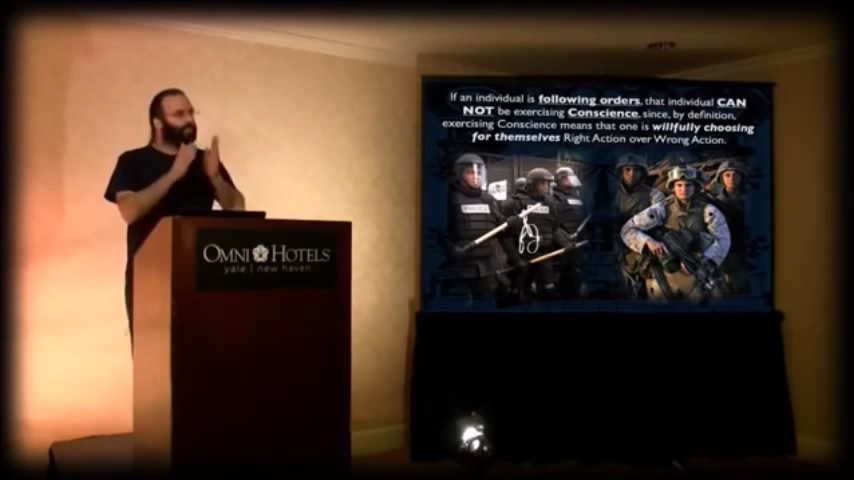 If an individual is following orders, that individual CAN
NOT be exercising Conscience, since, by definition,
exercising Conscience means that one is willfully choosing
for themselves Right Action over Wrong Action.
OMNI HOTELS
yale | new haven